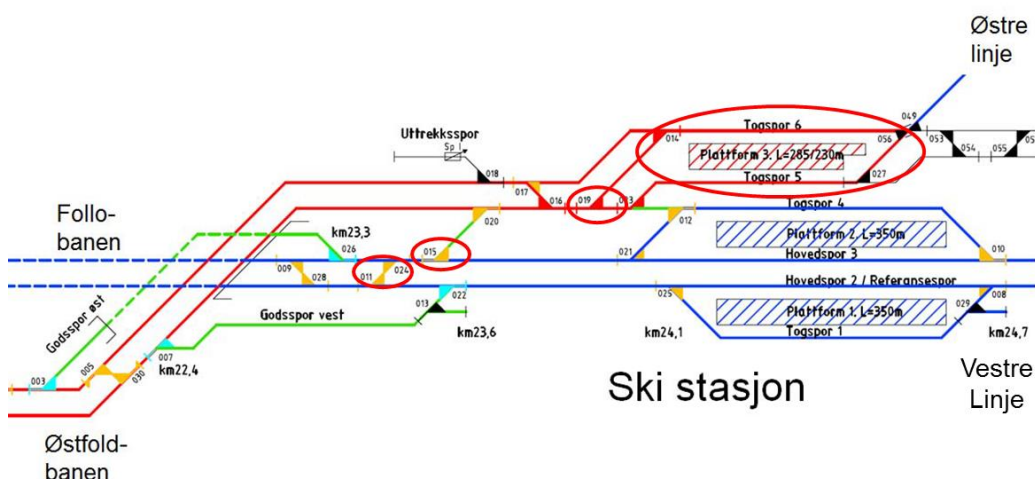 Østre
linje
049
Togspor 6
056
053
05
054
055
014
Uttrekksspor
Sp 1
Plattform 3, L=285/230m
018
017
016
019
013
Togspor 5
027
Togspor 4
Follo-
banen
km23,3
020
012
026
015
021
Plattform 2, L=350m
010
Hovedspor 3
009
028
011
024
Hovedspor 2 / Referansespor
Godsspor øst
Godsspor vest
013
022
025
Plattform 1, L=350m
008
029
km23,6
km24,1
Togspor 1
km24,7
007
km22,4
003
005
030
Ski stasjon
Vestre
Linje
Østfold-
banen